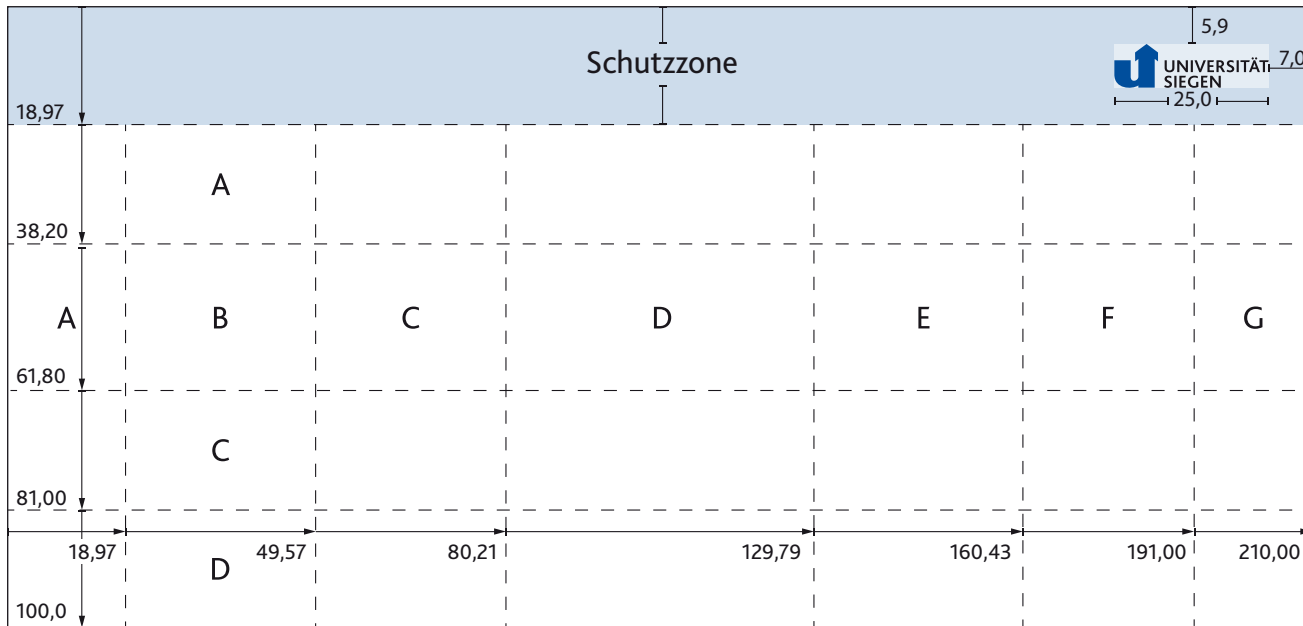 5,9
Schutzzone
UNIVERSITÄT
SIEGEN
7,0
25,0
18,97
A
38,20
A B C D E F G
61,80
C
81,00
18,97 49,57 80,21 129,79 160,43 191,00 210,00
D
100,0